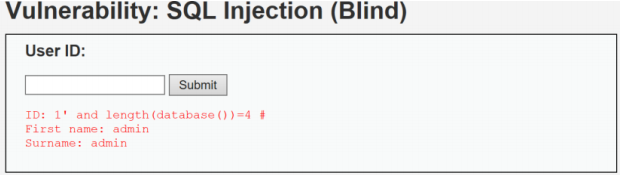 Vulnerability: SQL Injection (Blind)
User ID:
Submit
ID: 1' and length(database())=4 #
First name: admin
Surname: admin